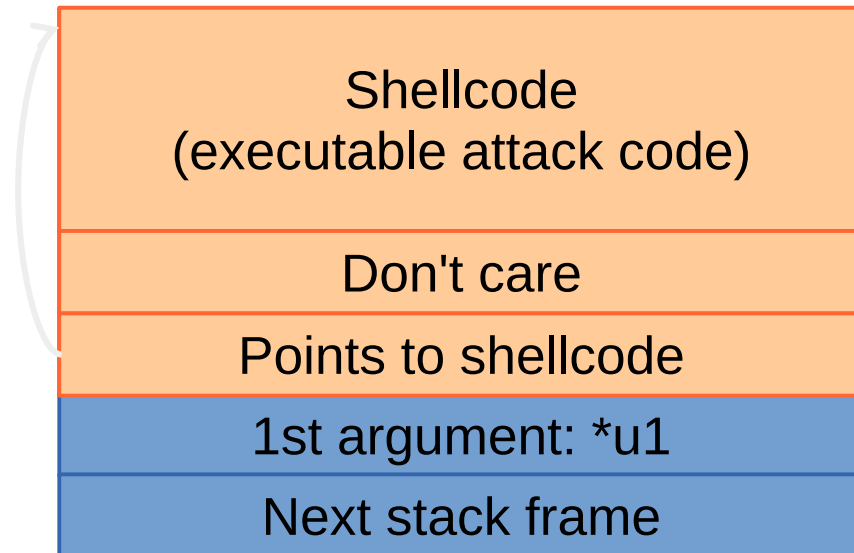 Shellcode
(executable attack code)
Don't care
Points to shellcode
1st argument: *u1
Next stack frame